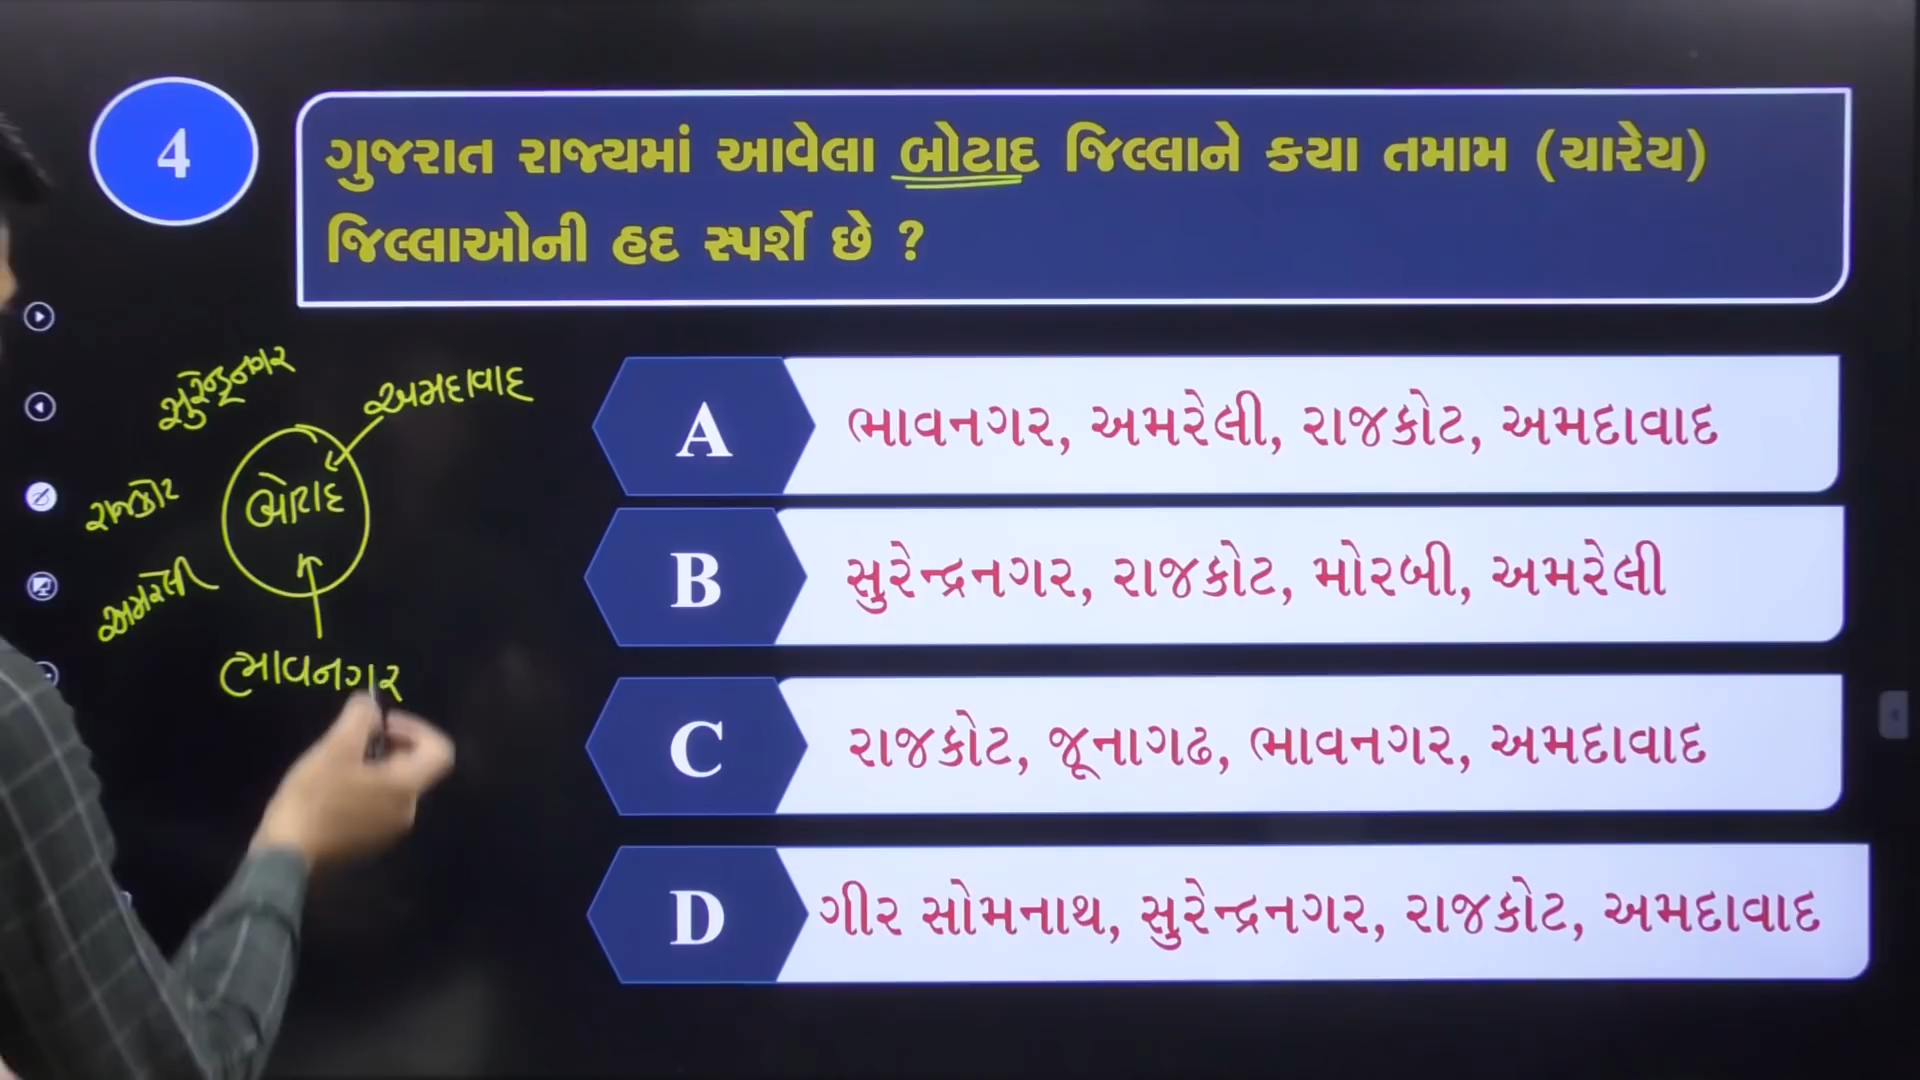 4
ગુજરાત રાજ્યમાં આવેલા બોટાદ જિલ્લાને કયા તમામ (ચારેય)
જિલ્લાઓની હદ સ્પર્શે છે ?
સુરેન્દ્રનગર
અમદાવાદ
રાજકોટ
બોટાદ
અમરેલી
ભાવનગર
A ભાવનગર, અમરેલી, રાજકોટ, અમદાવાદ
B સુરેન્દ્રનગર, રાજકોટ, મોરબી, અમરેલી
C રાજકોટ, જૂનાગઢ, ભાવનગર, અમદાવાદ
D ગીર સોમનાથ, સુરેન્દ્રનગર, રાજકોટ, અમદાવાદ